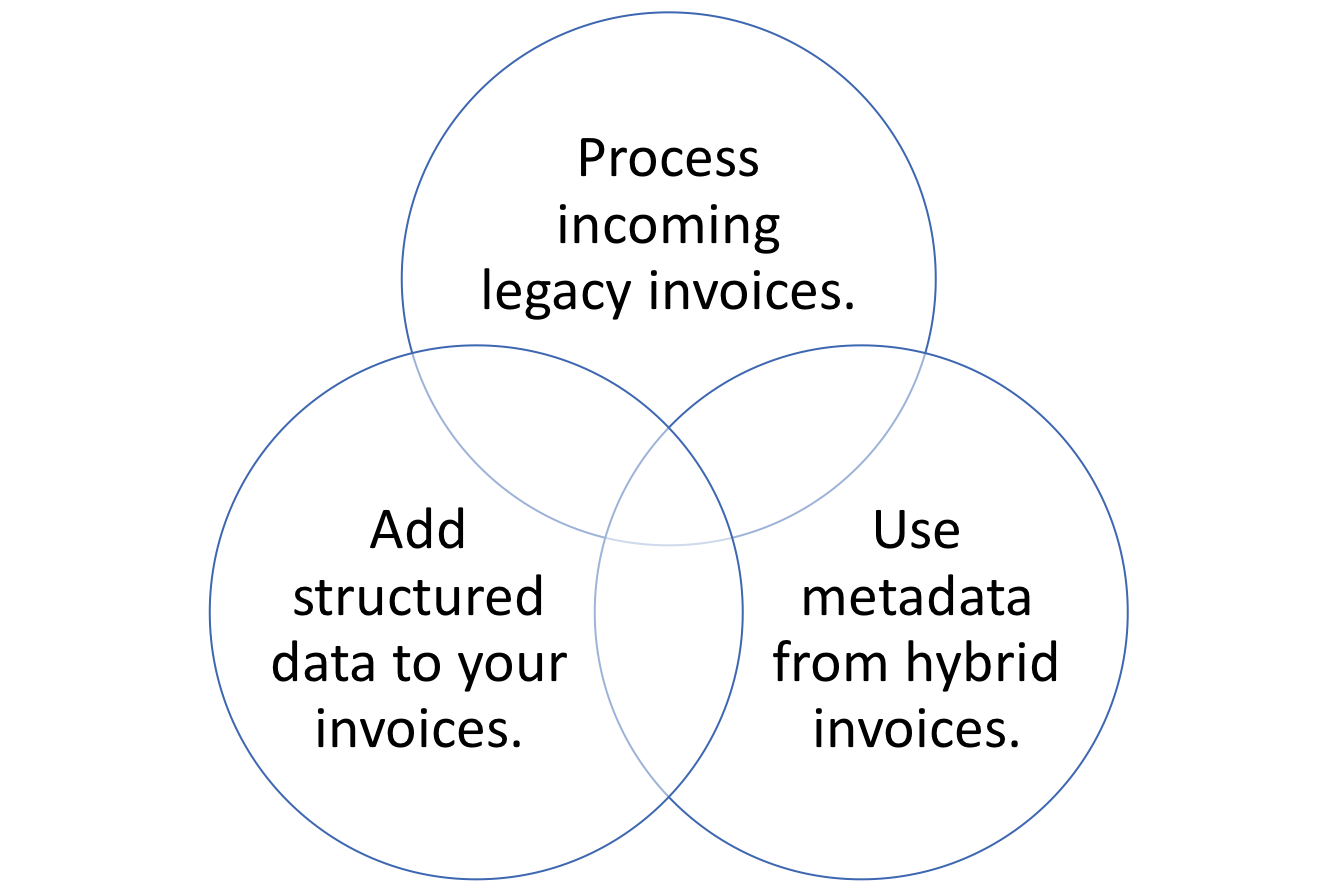 Process
incoming
legacy invoices.
Add
structured
data to your
invoices.
Use
metadata
from hybrid
invoices.